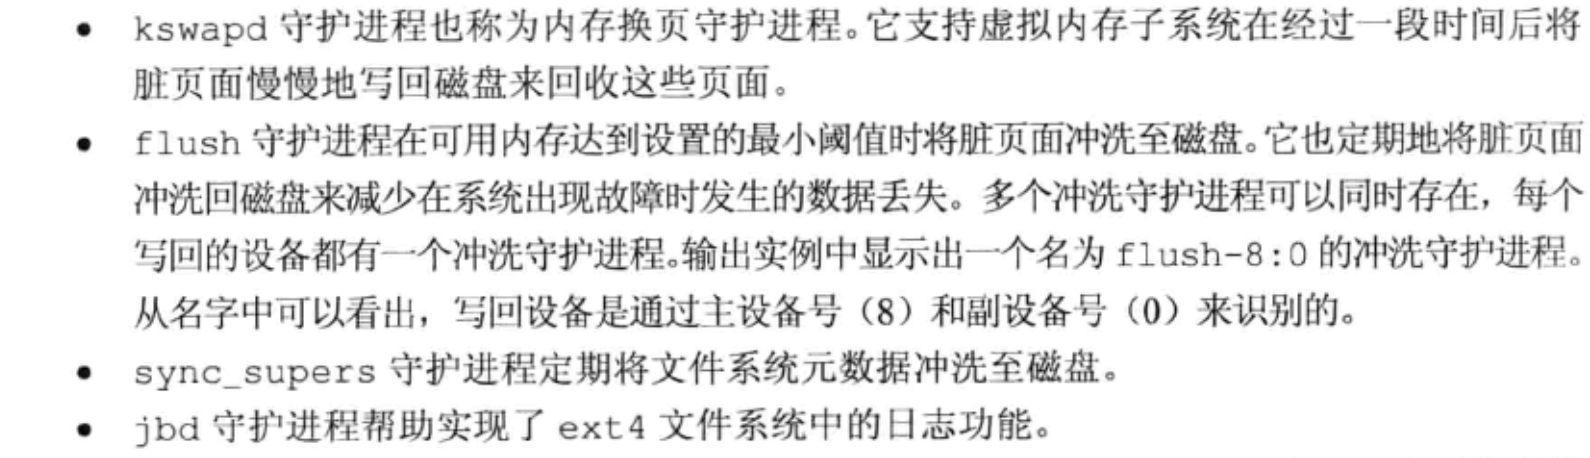 • kswapd 守护进程也称为内存换页守护进程。它支持虚拟内存子系统在经过一段时间后将
脏页面慢慢地写回磁盘来回收这些页面。
• flush 守护进程在可用内存达到设置的最小阈值时将脏页面冲洗至磁盘。它也定期地将脏页面
冲洗回磁盘来减少在系统出现故障时发生的数据丢失。多个冲洗守护进程可以同时存在，每个
写回的设备都有一个冲洗守护进程。输出实例中显示出一个名为 flush-8:0 的冲洗守护进程。
从名字中可以看出，写回设备是通过主设备号（8）和副设备号（0）来识别的。
• sync_supers 守护进程定期将文件系统元数据冲洗至磁盘。
• jbd 守护进程帮助实现了 ext4 文件系统中的日志功能。